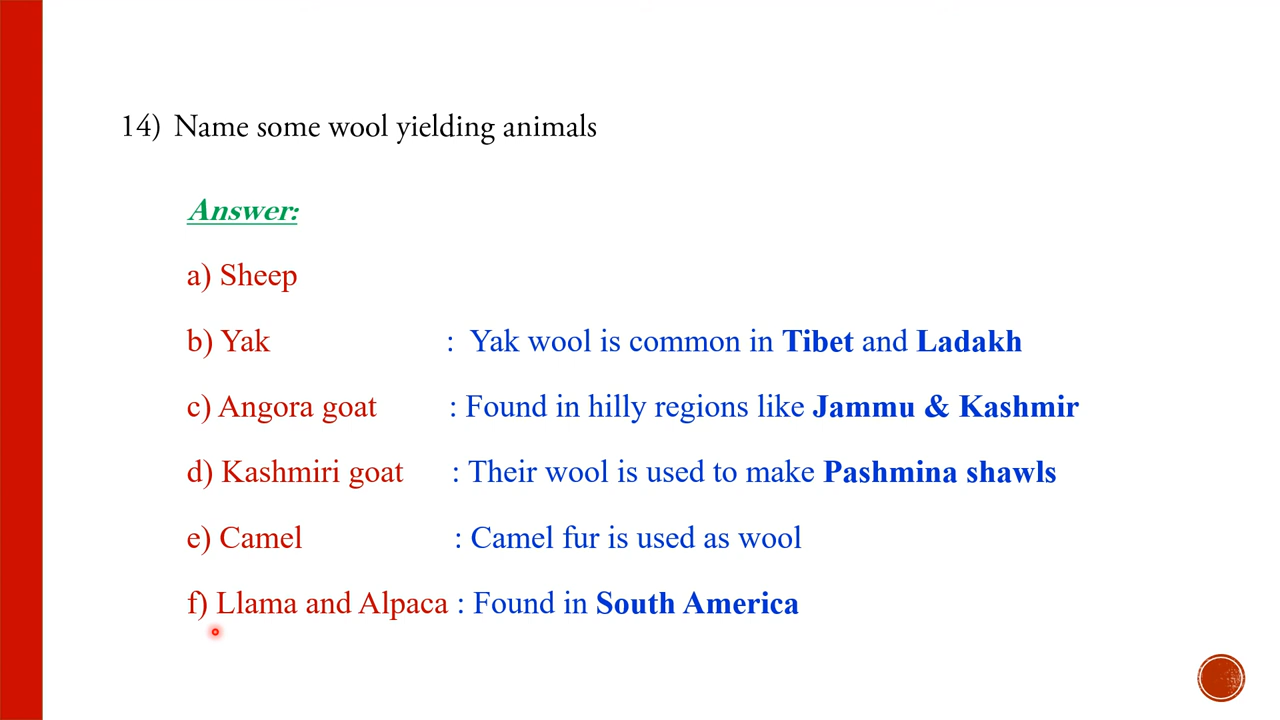 14) Name some wool yielding animals
Answer:
a) Sheep
b) Yak : Yak wool is common in Tibet and Ladakh
c) Angora goat : Found in hilly regions like Jammu & Kashmir
d) Kashmiri goat : Their wool is used to make Pashmina shawls
e) Camel : Camel fur is used as wool
f) Llama and Alpaca : Found in South America